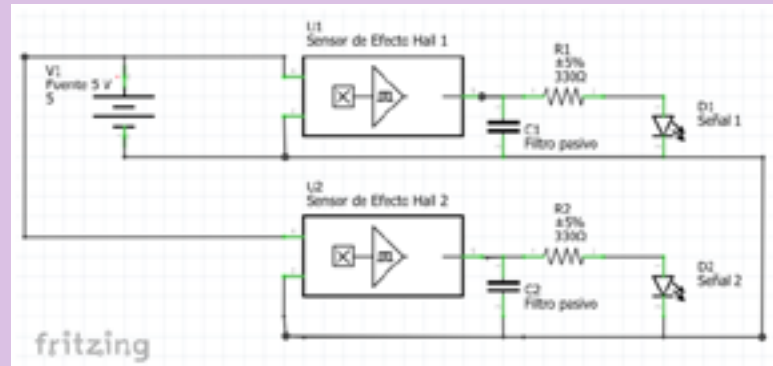 U1
Sensor de Efecto Hall 1
V1
Fuente 5 V
5
R1
±5%
330Ω
C1
Filtro pasivo
D1
Señal 1
U2
Sensor de Efecto Hall 2
R2
±5%
330Ω
C2
Filtro pasivo
D2
Señal 2
fritzing